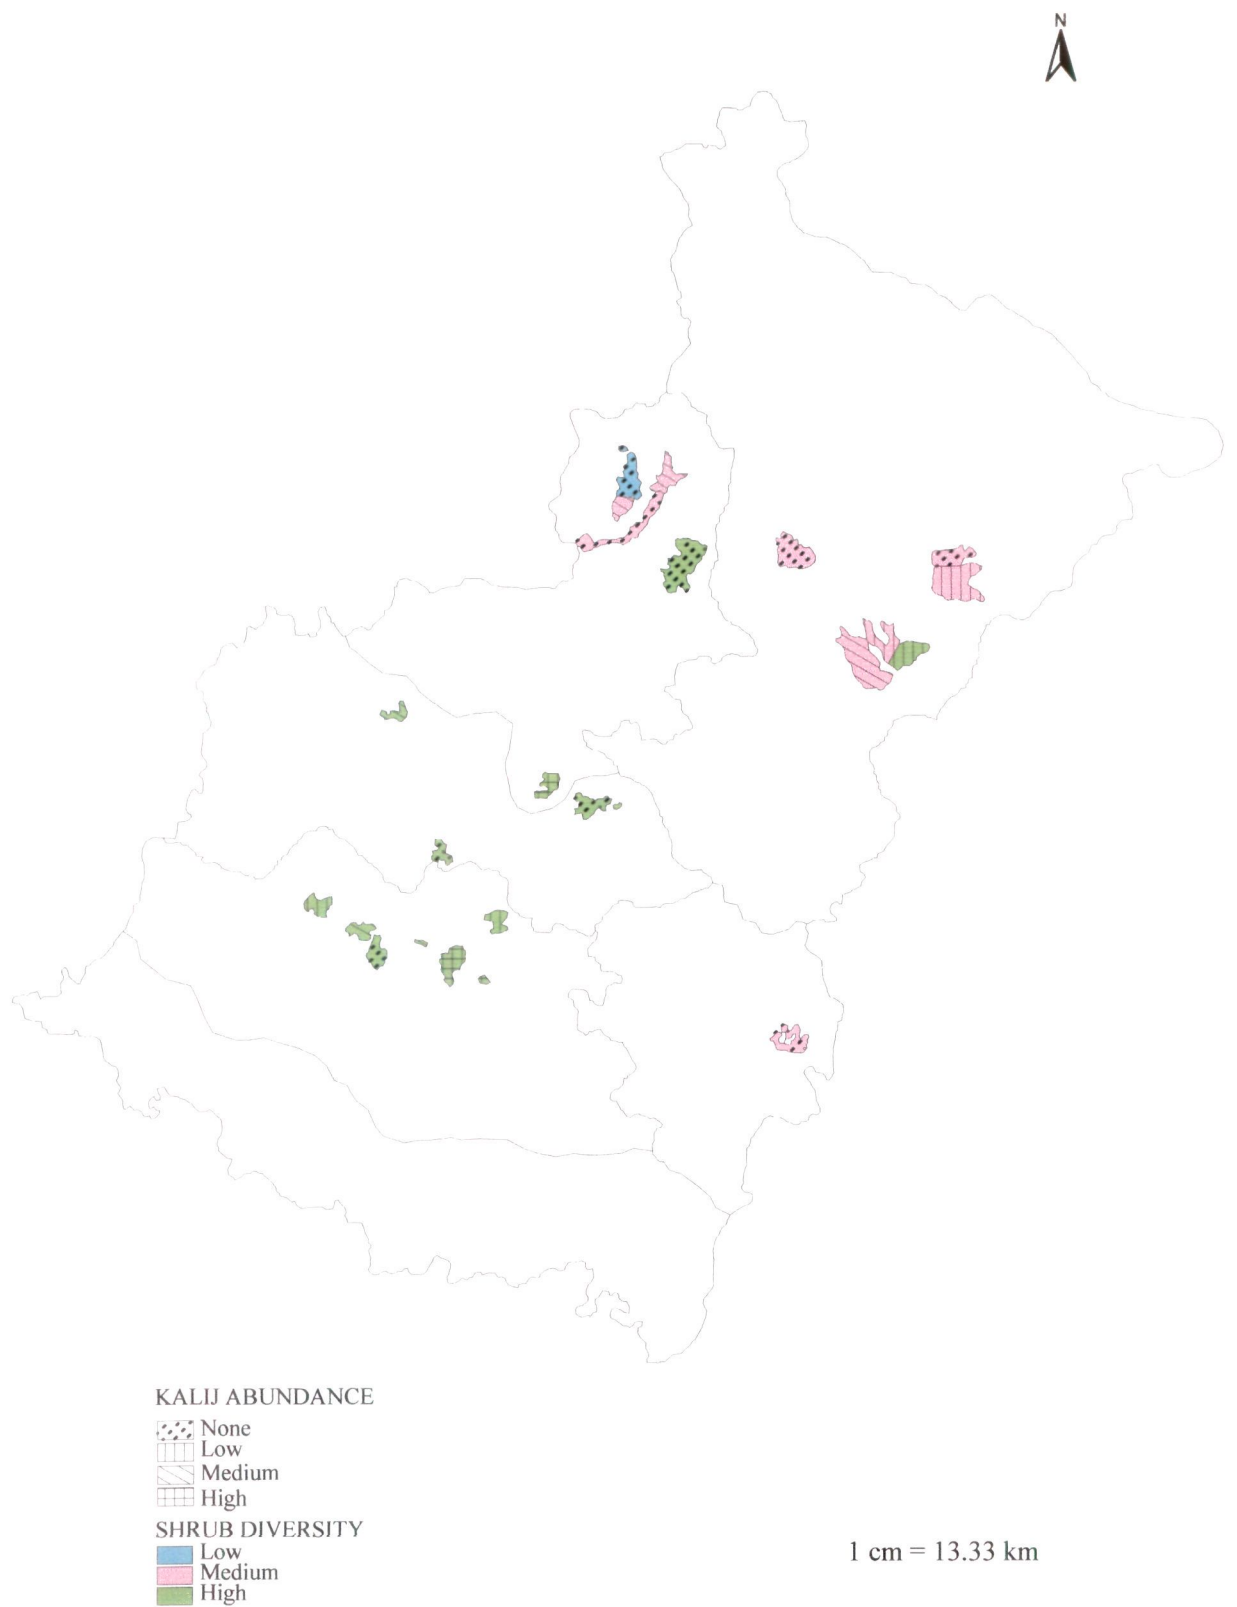 N
KALIJ ABUNDANCE
None
Low
Medium
High
SHRUB DIVERSITY
Low
Medium
High
1 cm = 13.33 km